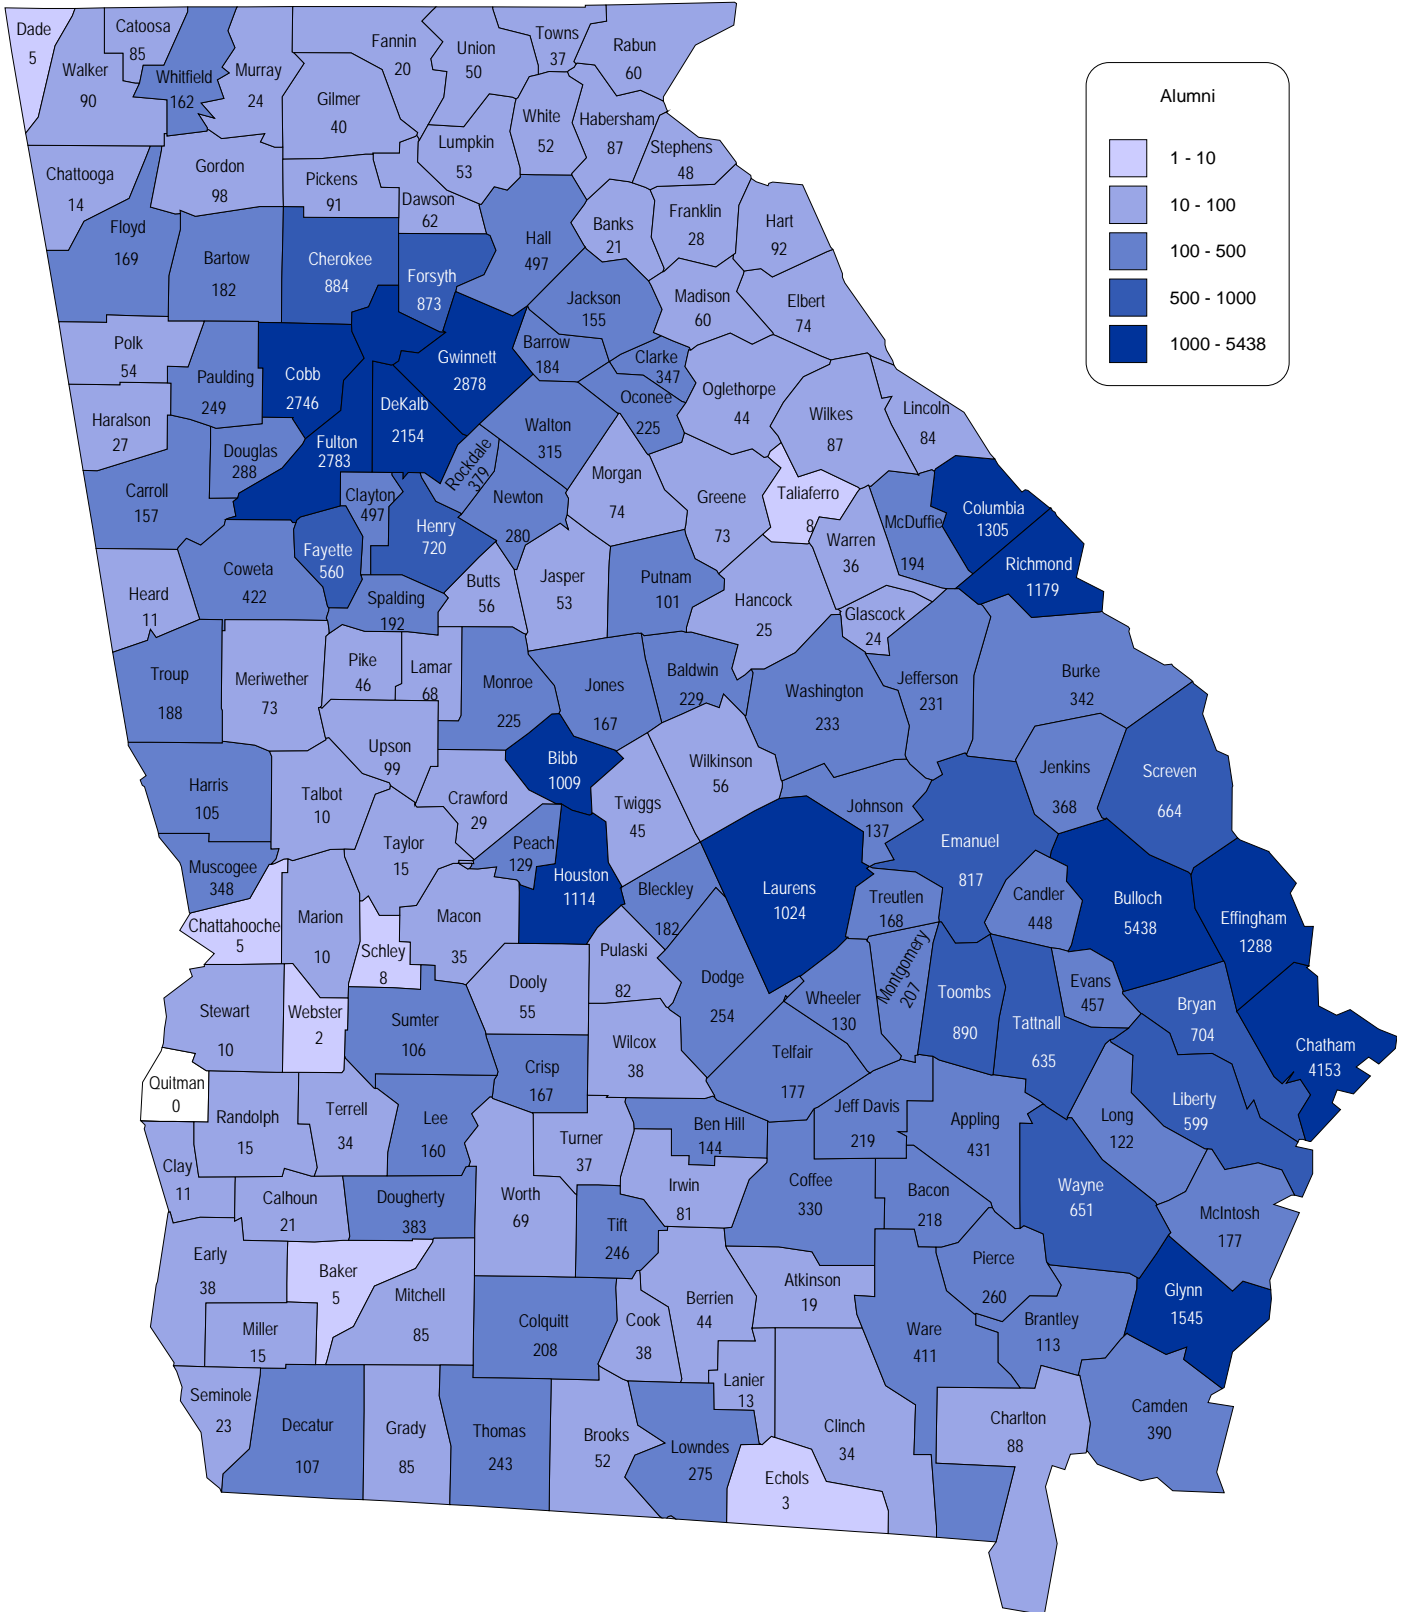 Dade
5
Catoosa
85
Walker
90
Whitfield
162
Murray
24
Fannin
20
Gilmer
40
Union
50
Towns
37
Rabun
60
White
52
Habersham
87
Lumpkin
53
Stephens
48
Chattooga
14
Gordon
98
Pickens
91
Dawson
62
Floyd
169
Bartow
182
Cherokee
884
Forsyth
873
Hall
497
Banks
21
Franklin
28
Hart
92
Jackson
155
Madison
60
Elbert
74
Polk
54
Paulding
249
Cobb
2746
Gwinnett
2878
Barrow
184
Clarke
347
Oconee
225
Oglethorpe
44
Wilkes
87
Lincoln
84
Haralson
27
Douglas
288
Fulton
2783
DeKalb
2154
Rockdale
379
Walton
315
Morgan
74
Greene
73
Taliaferro
8
Carroll
157
Clayton
497
Henry
720
Newton
280
McDuffie
194
Columbia
1305
Richmond
1179
Warren
36
Fayette
560
Coweta
422
Heard
11
Spalding
192
Butts
56
Jasper
53
Putnam
101
Hancock
25
Glascock
24
Troup
188
Meriwether
73
Pike
46
Lamar
68
Monroe
225
Jones
167
Baldwin
229
Washington
233
Jefferson
231
Burke
342
Upson
99
Bibb
1009
Wilkinson
56
Jenkins
368
Screven
664
Harris
105
Talbot
10
Crawford
29
Twiggs
45
Johnson
137
Emanuel
817
Taylor
15
Peach
129
Houston
1114
Muscogee
348
Bleckley
182
Laurens
1024
Treutlen
168
Candler
448
Bulloch
5438
Effingham
1288
Chattahooche
5
Marion
10
Schley
8
Macon
35
Pulaski
82
Dodge
254
Montgomery
207
Toombs
890
Tattnall
635
Evans
457
Bryan
704
Chatham
4153
Stewart
10
Webster
2
Sumter
106
Dooly
55
Wilcox
38
Wheeler
130
Telfair
177
Crisp
167
Quitman
0
Randolph
15
Terrell
34
Lee
160
Turner
37
Ben Hill
144
Jeff Davis
219
Appling
431
Long
122
Liberty
599
Clay
11
Calhoun
21
Dougherty
383
Worth
69
Tift
246
Irwin
81
Coffee
330
Bacon
218
Wayne
651
McIntosh
177
Early
38
Baker
5
Mitchell
85
Miller
15
Colquitt
208
Cook
38
Berrien
44
Atkinson
19
Ware
411
Pierce
260
Brantley
113
Glynn
1545
Seminole
23
Decatur
107
Grady
85
Thomas
243
Brooks
52
Lowndes
275
Lanier
13
Clinch
34
Echols
3
Charlton
88
Camden
390
Alumni
1 - 10
10 - 100
100 - 500
500 - 1000
1000 - 5438